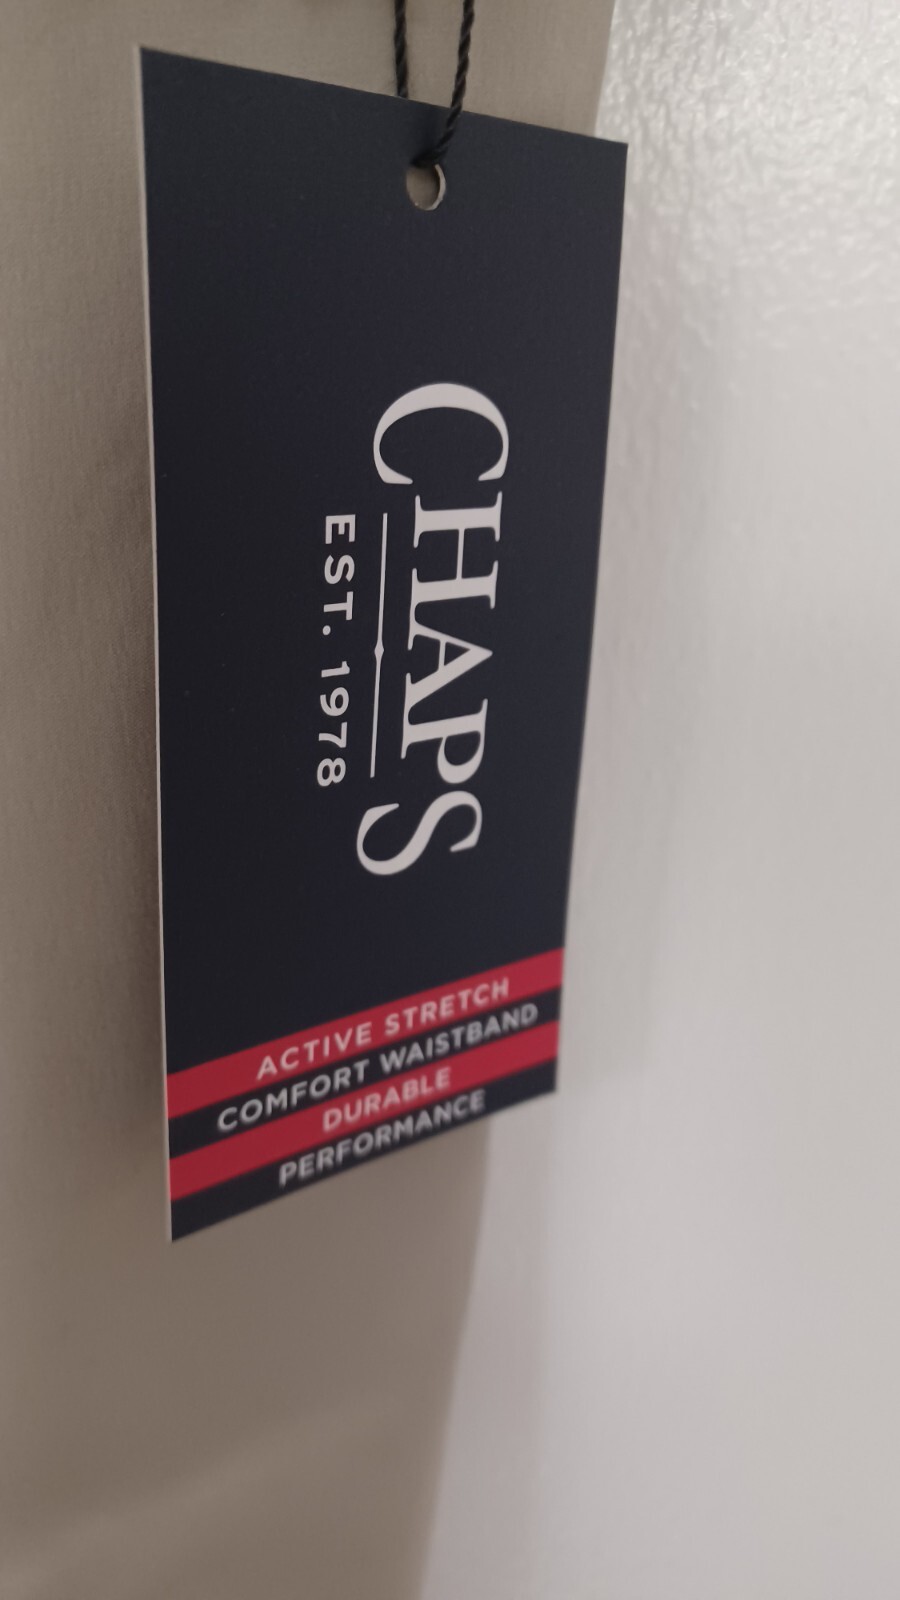 CHAPS
EST. 1978
ACTIVE STRETCH
COMFORT WAISTBAND
DURABLE
PERFORMANCE